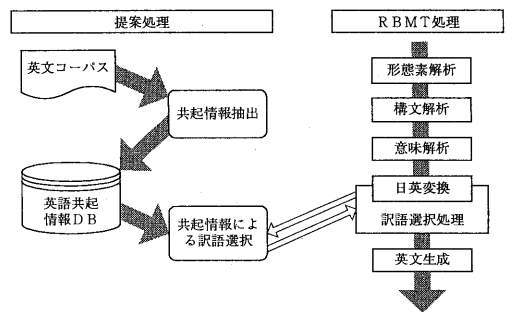 提案処理
英文コーパス
共起情報抽出
英語共起
情報DB
共起情報によ
る訳語選択
RBMT処理
形態素解析
構文解析
意味解析
日英変換
訳語選択処理
英文生成